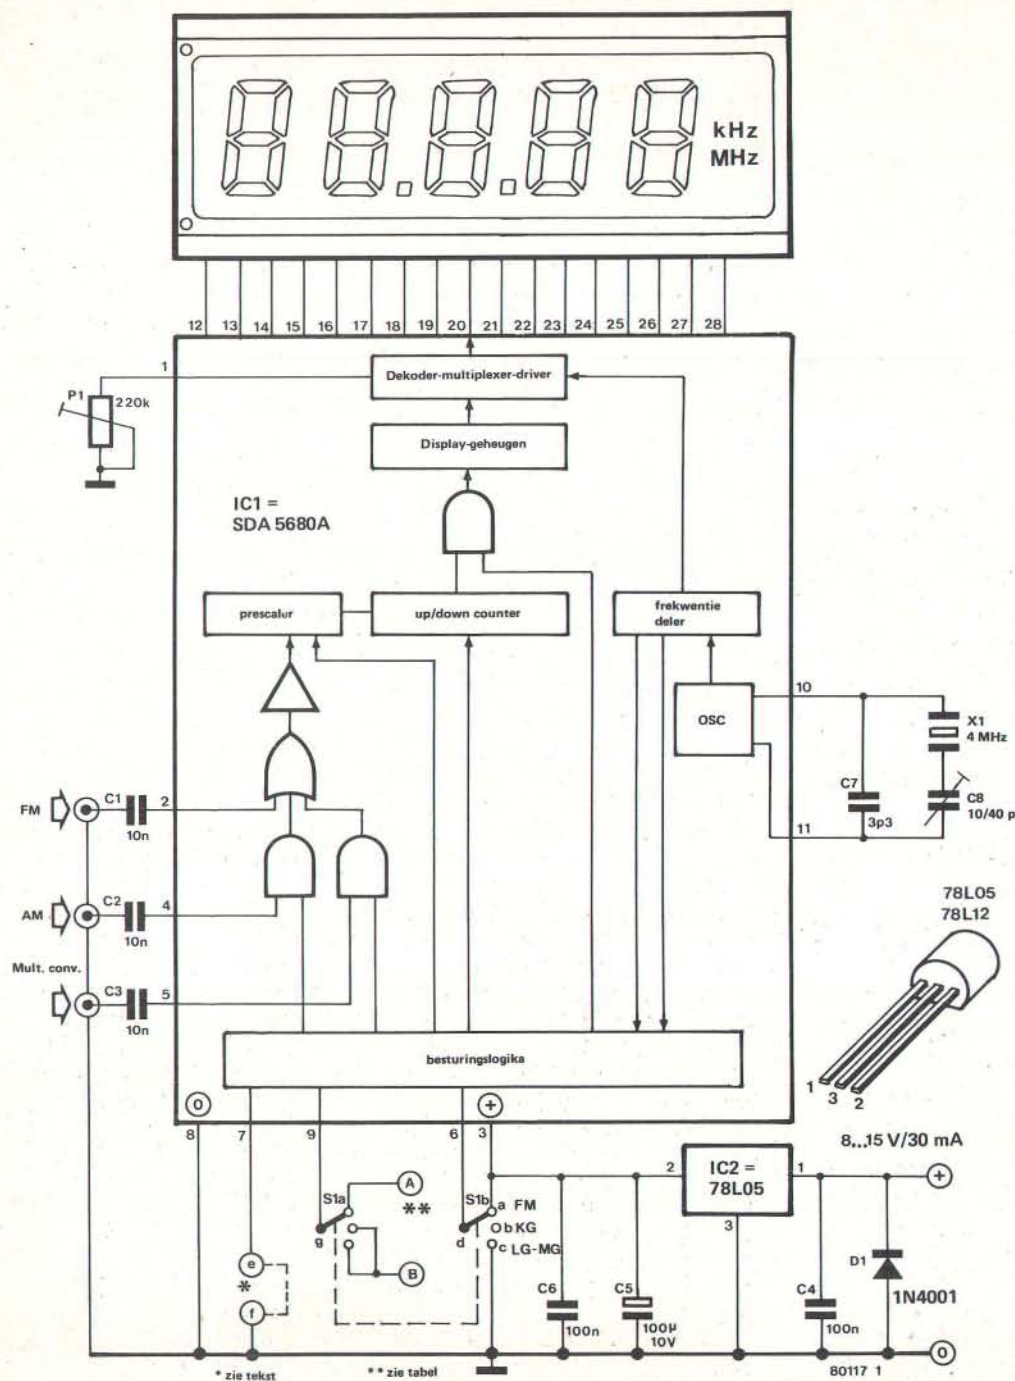 kHz
MHz
12 13 14 15 16 17 18 19 20 21 22 23 24 25 26 27 28
1
Dekoder-multiplexer-driver
P1
220k
Display-geheugen
IC1 =
SDA 5680A
prescaler
up/down counter
frekwentie
deler
10
OSC
X1
4 MHz
C7
3p3
C8
10/40 p
11
FM
C1
10n
2
AM
C2
10n
4
Mult. conv.
C3
10n
5
78L05
78L12
1
3
2
besturingslogika
0
+
8
7
9
6
3
8...15 V/30 mA
2
IC2 =
78L05
1
+
3
S1a
A
**
S1b
a FM
b KG
c LG-MG
g
d
B
e
*
f
C6
100n
C5
100µ
10V
C4
100n
D1
1N4001
0
* zie tekst
** zie tabel
80117 1